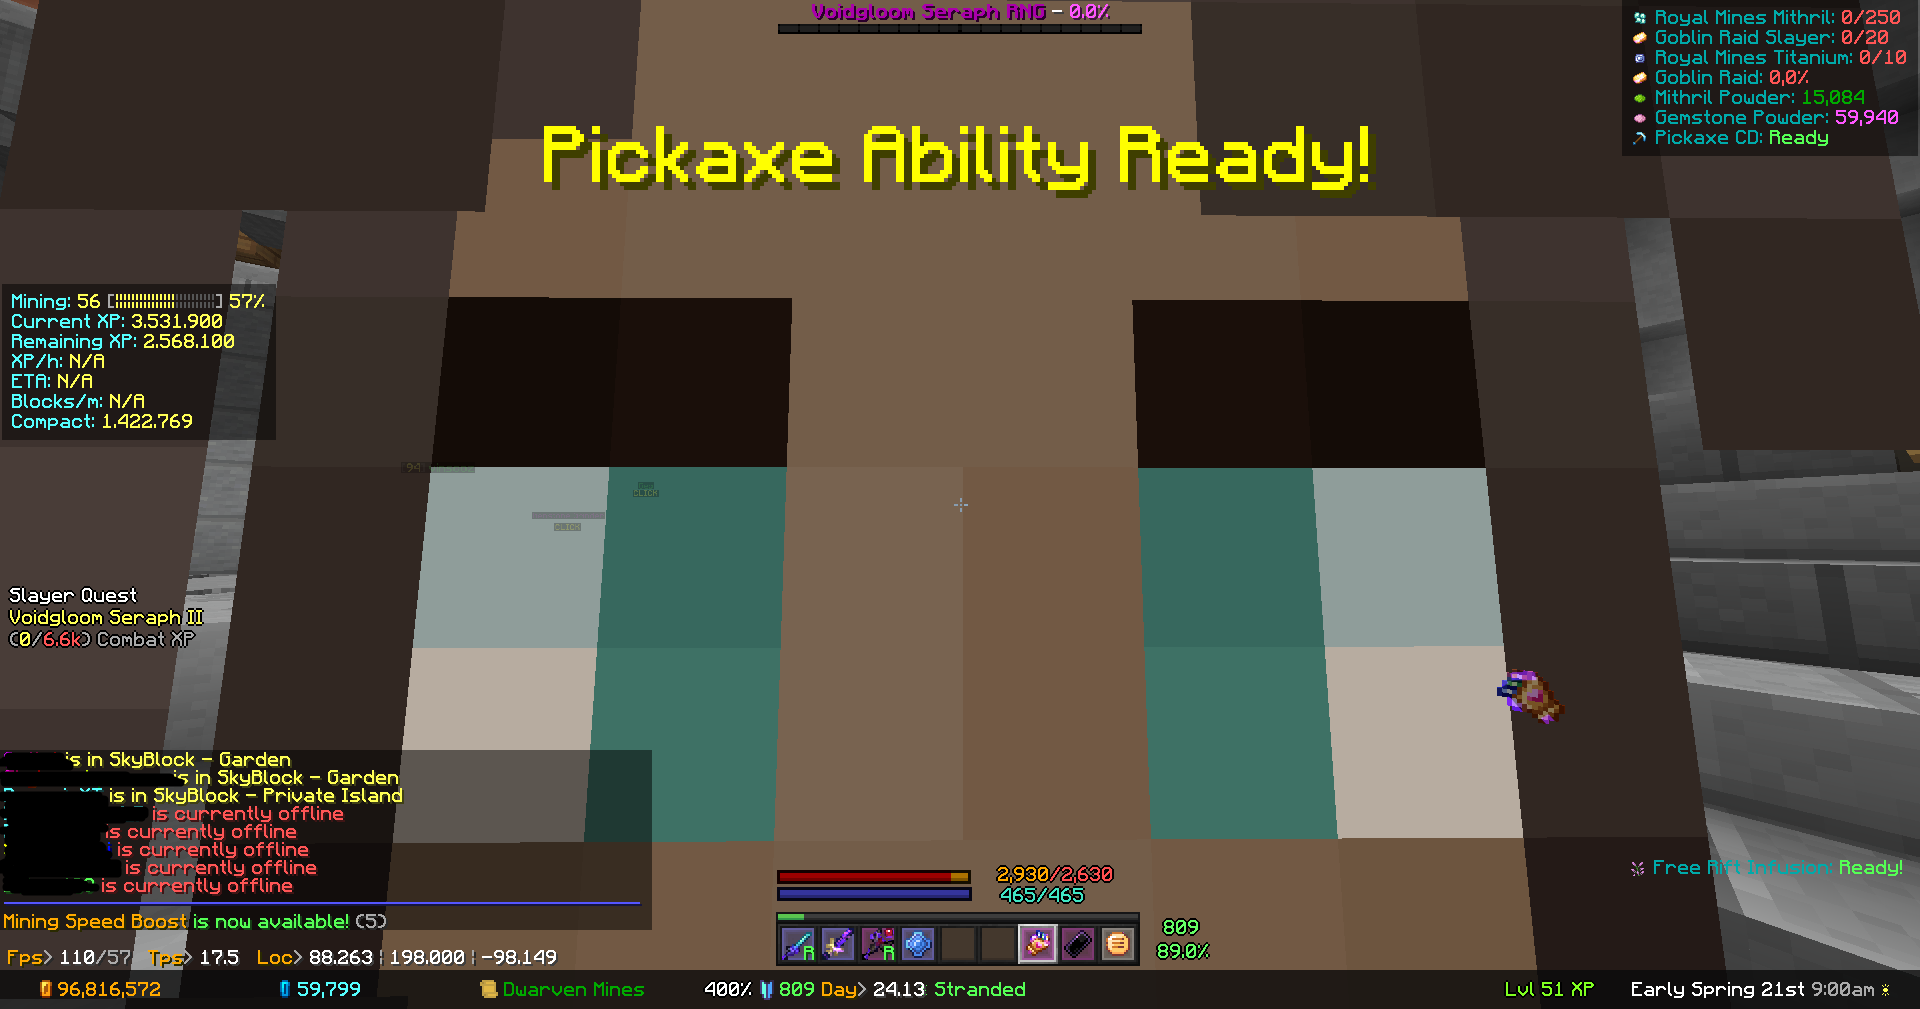 Voidgloom Seraph RNG - 0.0%
Royal Mines Mithril: 0/250
Goblin Raid Slayer: 0/20
Royal Mines Titanium: 0/10
Goblin Raid: 0,0%
Mithril Powder: 15,084
Gemstone Powder: 59,940
Pickaxe CD: Ready
Pickaxe Ability Ready!
Mining: 56 [||||||||||||||||||||] 57%
Current XP: 3.531.900
Remaining XP: 2.568.100
XP/h: N/A
ETA: N/A
Blocks/m: N/A
Compact: 1.422.769
94
CLICK
CLICK
Slayer Quest
Voidgloom Seraph II
(0/6.6k) Combat XP
is in SkyBlock - Garden
is in SkyBlock - Garden
is in SkyBlock - Private Island
is currently offline
is currently offline
is currently offline
is currently offline
is currently offline
Mining Speed Boost is now available! (5)
2,930/2,630
465/465
Free Rift Infusion: Ready!
R
R
809
89.0%
Fps> 110/57 Tps> 17.5 Loc> 88.263 | 198.000 | -98.149
96,816,572 59,799 Dwarven Mines 400% 809 Day> 24.13 Stranded Lvl 51 XP Early Spring 21st 9:00am